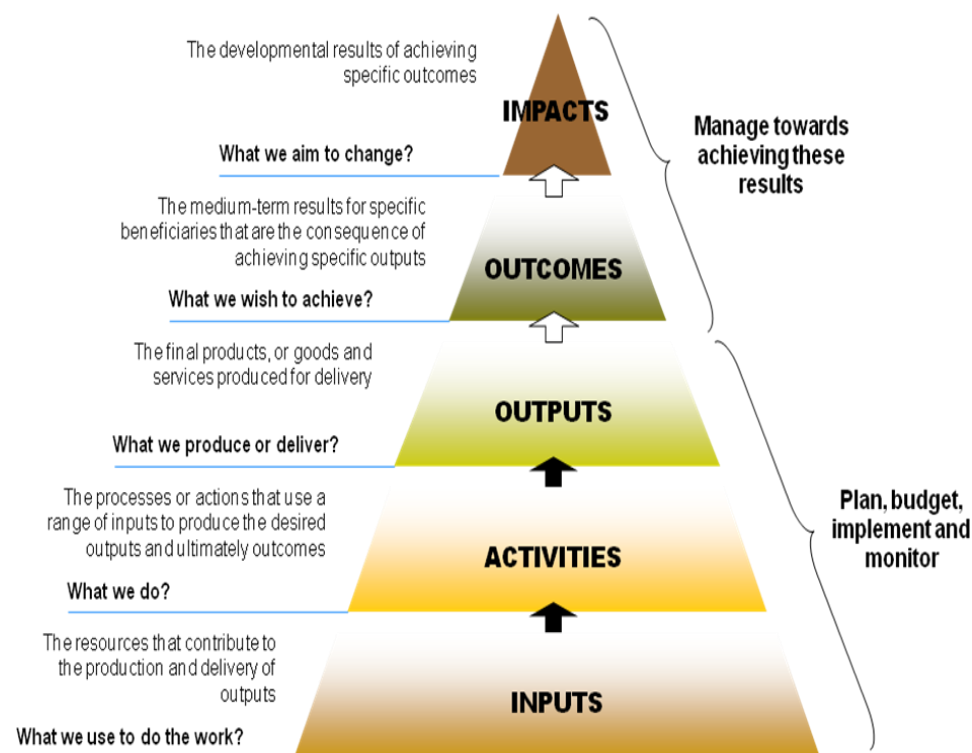 The developmental results of achieving
specific outcomes
IMPACTS
What we aim to change?
Manage towards
achieving these
results
The medium-term results for specific
beneficiaries that are the consequence of
achieving specific outputs
OUTCOMES
What we wish to achieve?
The final products, or goods and
services produced for delivery
OUTPUTS
What we produce or deliver?
The processes or actions that use a
range of inputs to produce the desired
outputs and ultimately outcomes
ACTIVITIES
What we do?
Plan, budget,
implement and
monitor
The resources that contribute to
the production and delivery of
outputs
INPUTS
What we use to do the work?